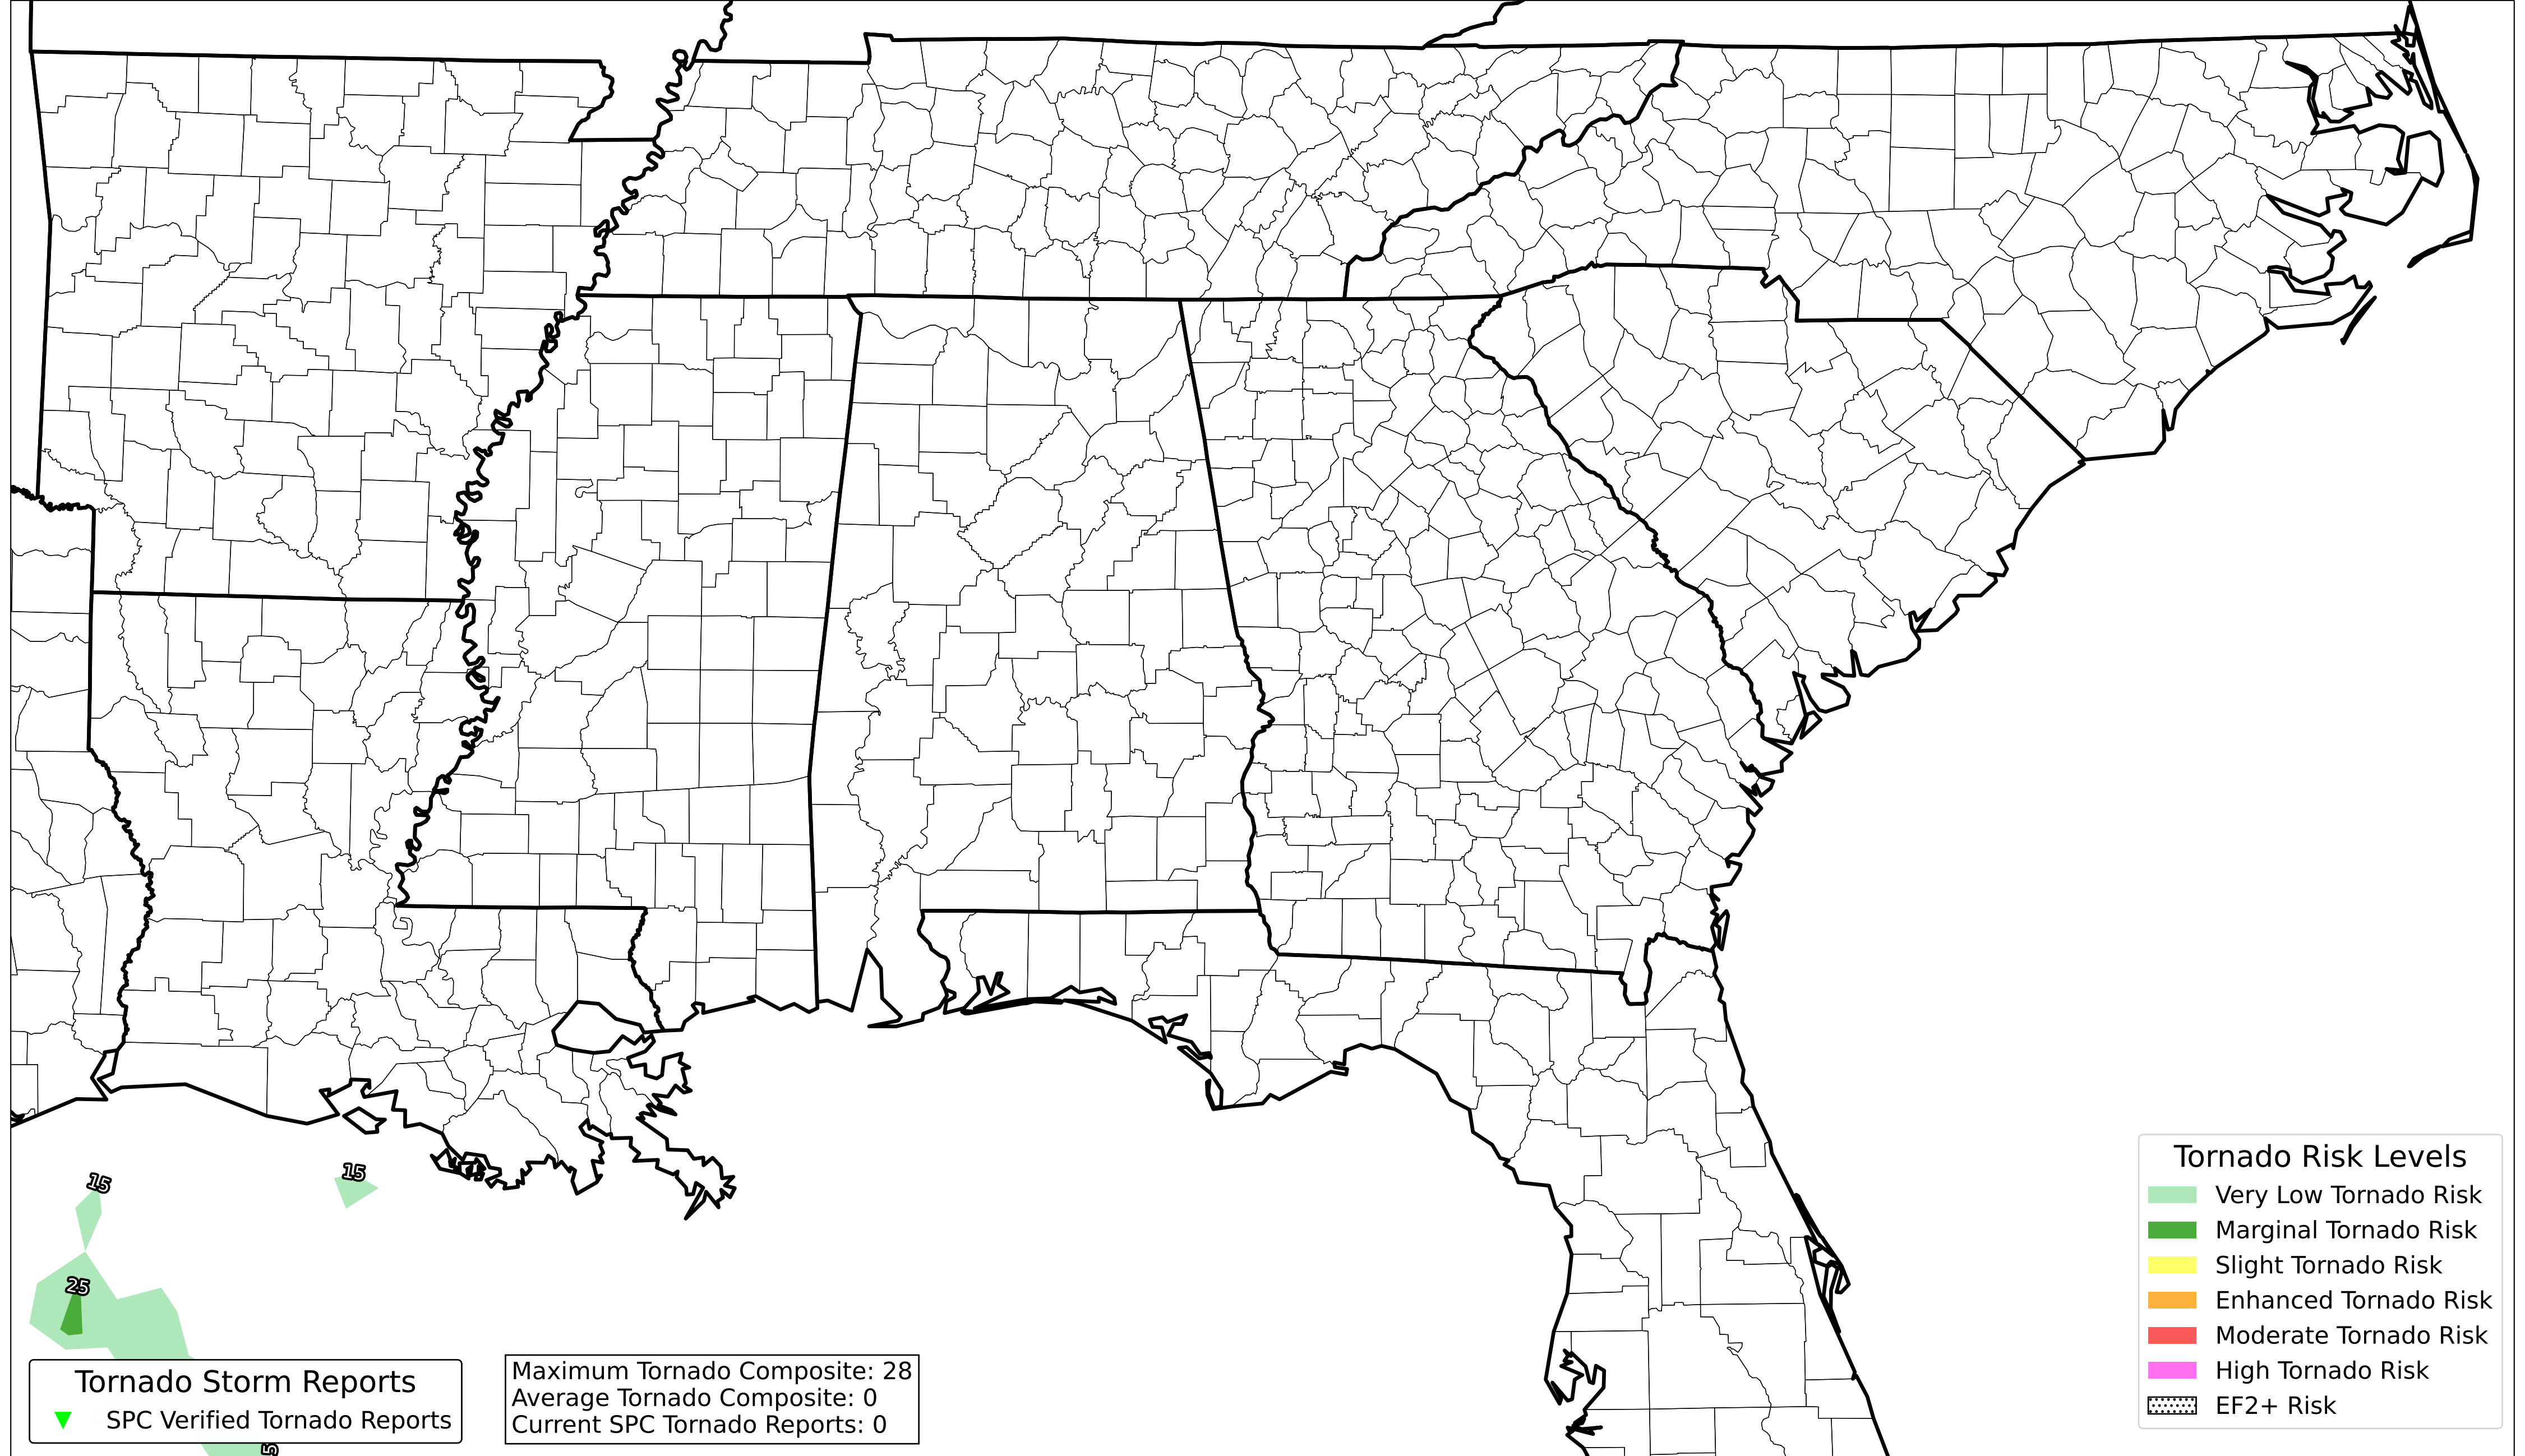 15
15
25
Tornado Storm Reports
SPC Verified Tornado Reports
Maximum Tornado Composite: 28
Average Tornado Composite: 0
Current SPC Tornado Reports: 0
Tornado Risk Levels
Very Low Tornado Risk
Marginal Tornado Risk
Slight Tornado Risk
Enhanced Tornado Risk
Moderate Tornado Risk
High Tornado Risk
EF2+ Risk